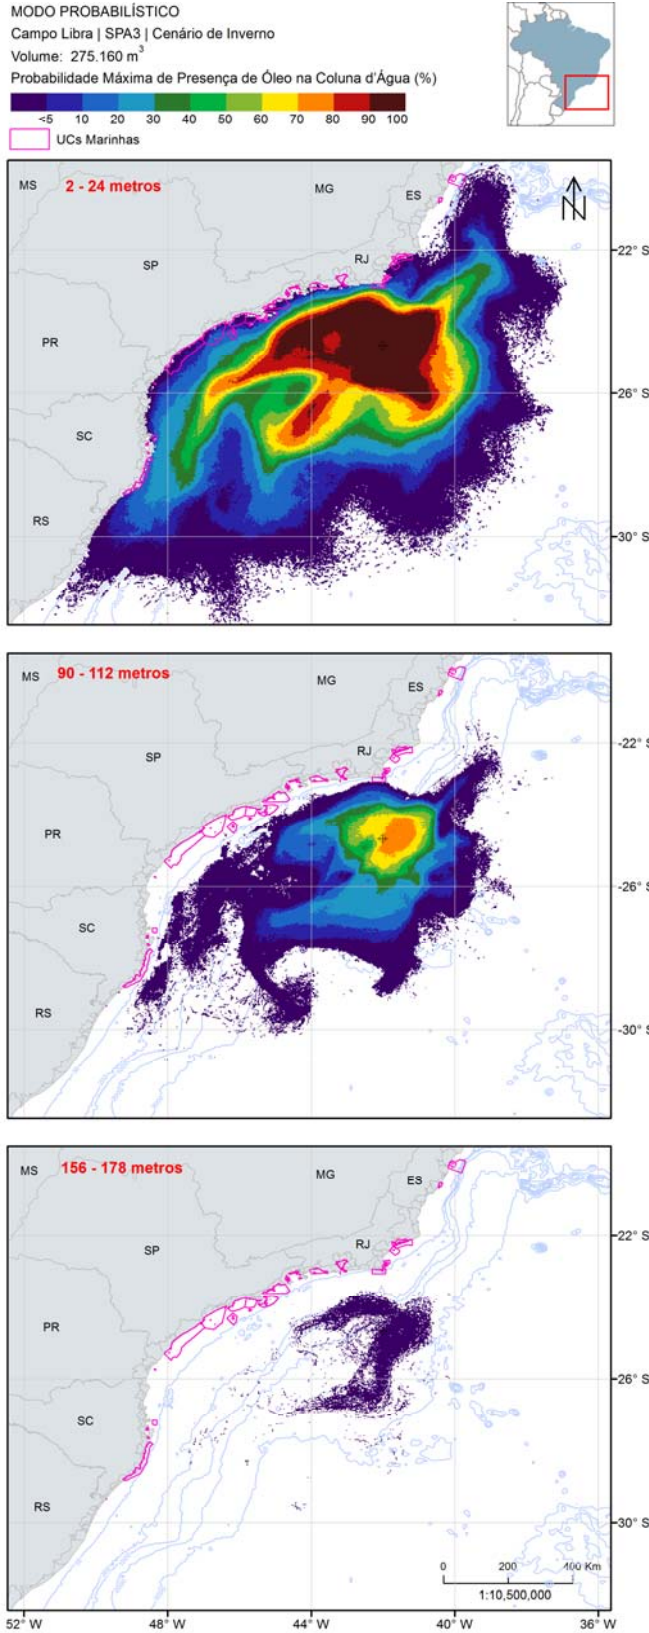 MODO PROBABILÍSTICO
Campo Libra | SPA3 | Cenário de Inverno
Volume: 275.160 m³
Probabilidade Máxima de Presença de Óleo na Coluna d'Água (%)
<5 10 20 30 40 50 60 70 80 90 100
UCs Marinhas
2 - 24 metros
MS
MG
ES
N
SP
RJ
22° S
PR
26° S
SC
RS
30° S
90 - 112 metros
MS
MG
ES
SP
RJ
22° S
PR
26° S
SC
RS
30° S
156 - 178 metros
MS
MG
ES
SP
RJ
22° S
PR
26° S
SC
RS
30° S
0 200 400 Km
1:10,500,000
52° W 48° W 44° W 40° W 36° W